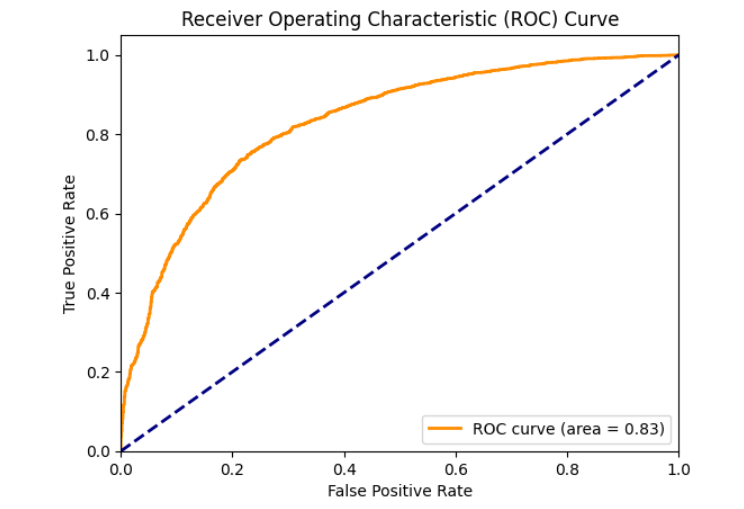 Receiver Operating Characteristic (ROC) Curve
1.0
0.8
0.6
0.4
0.2
0.0
True Positive Rate
ROC curve (area = 0.83)
0.0 0.2 0.4 0.6 0.8 1.0
False Positive Rate